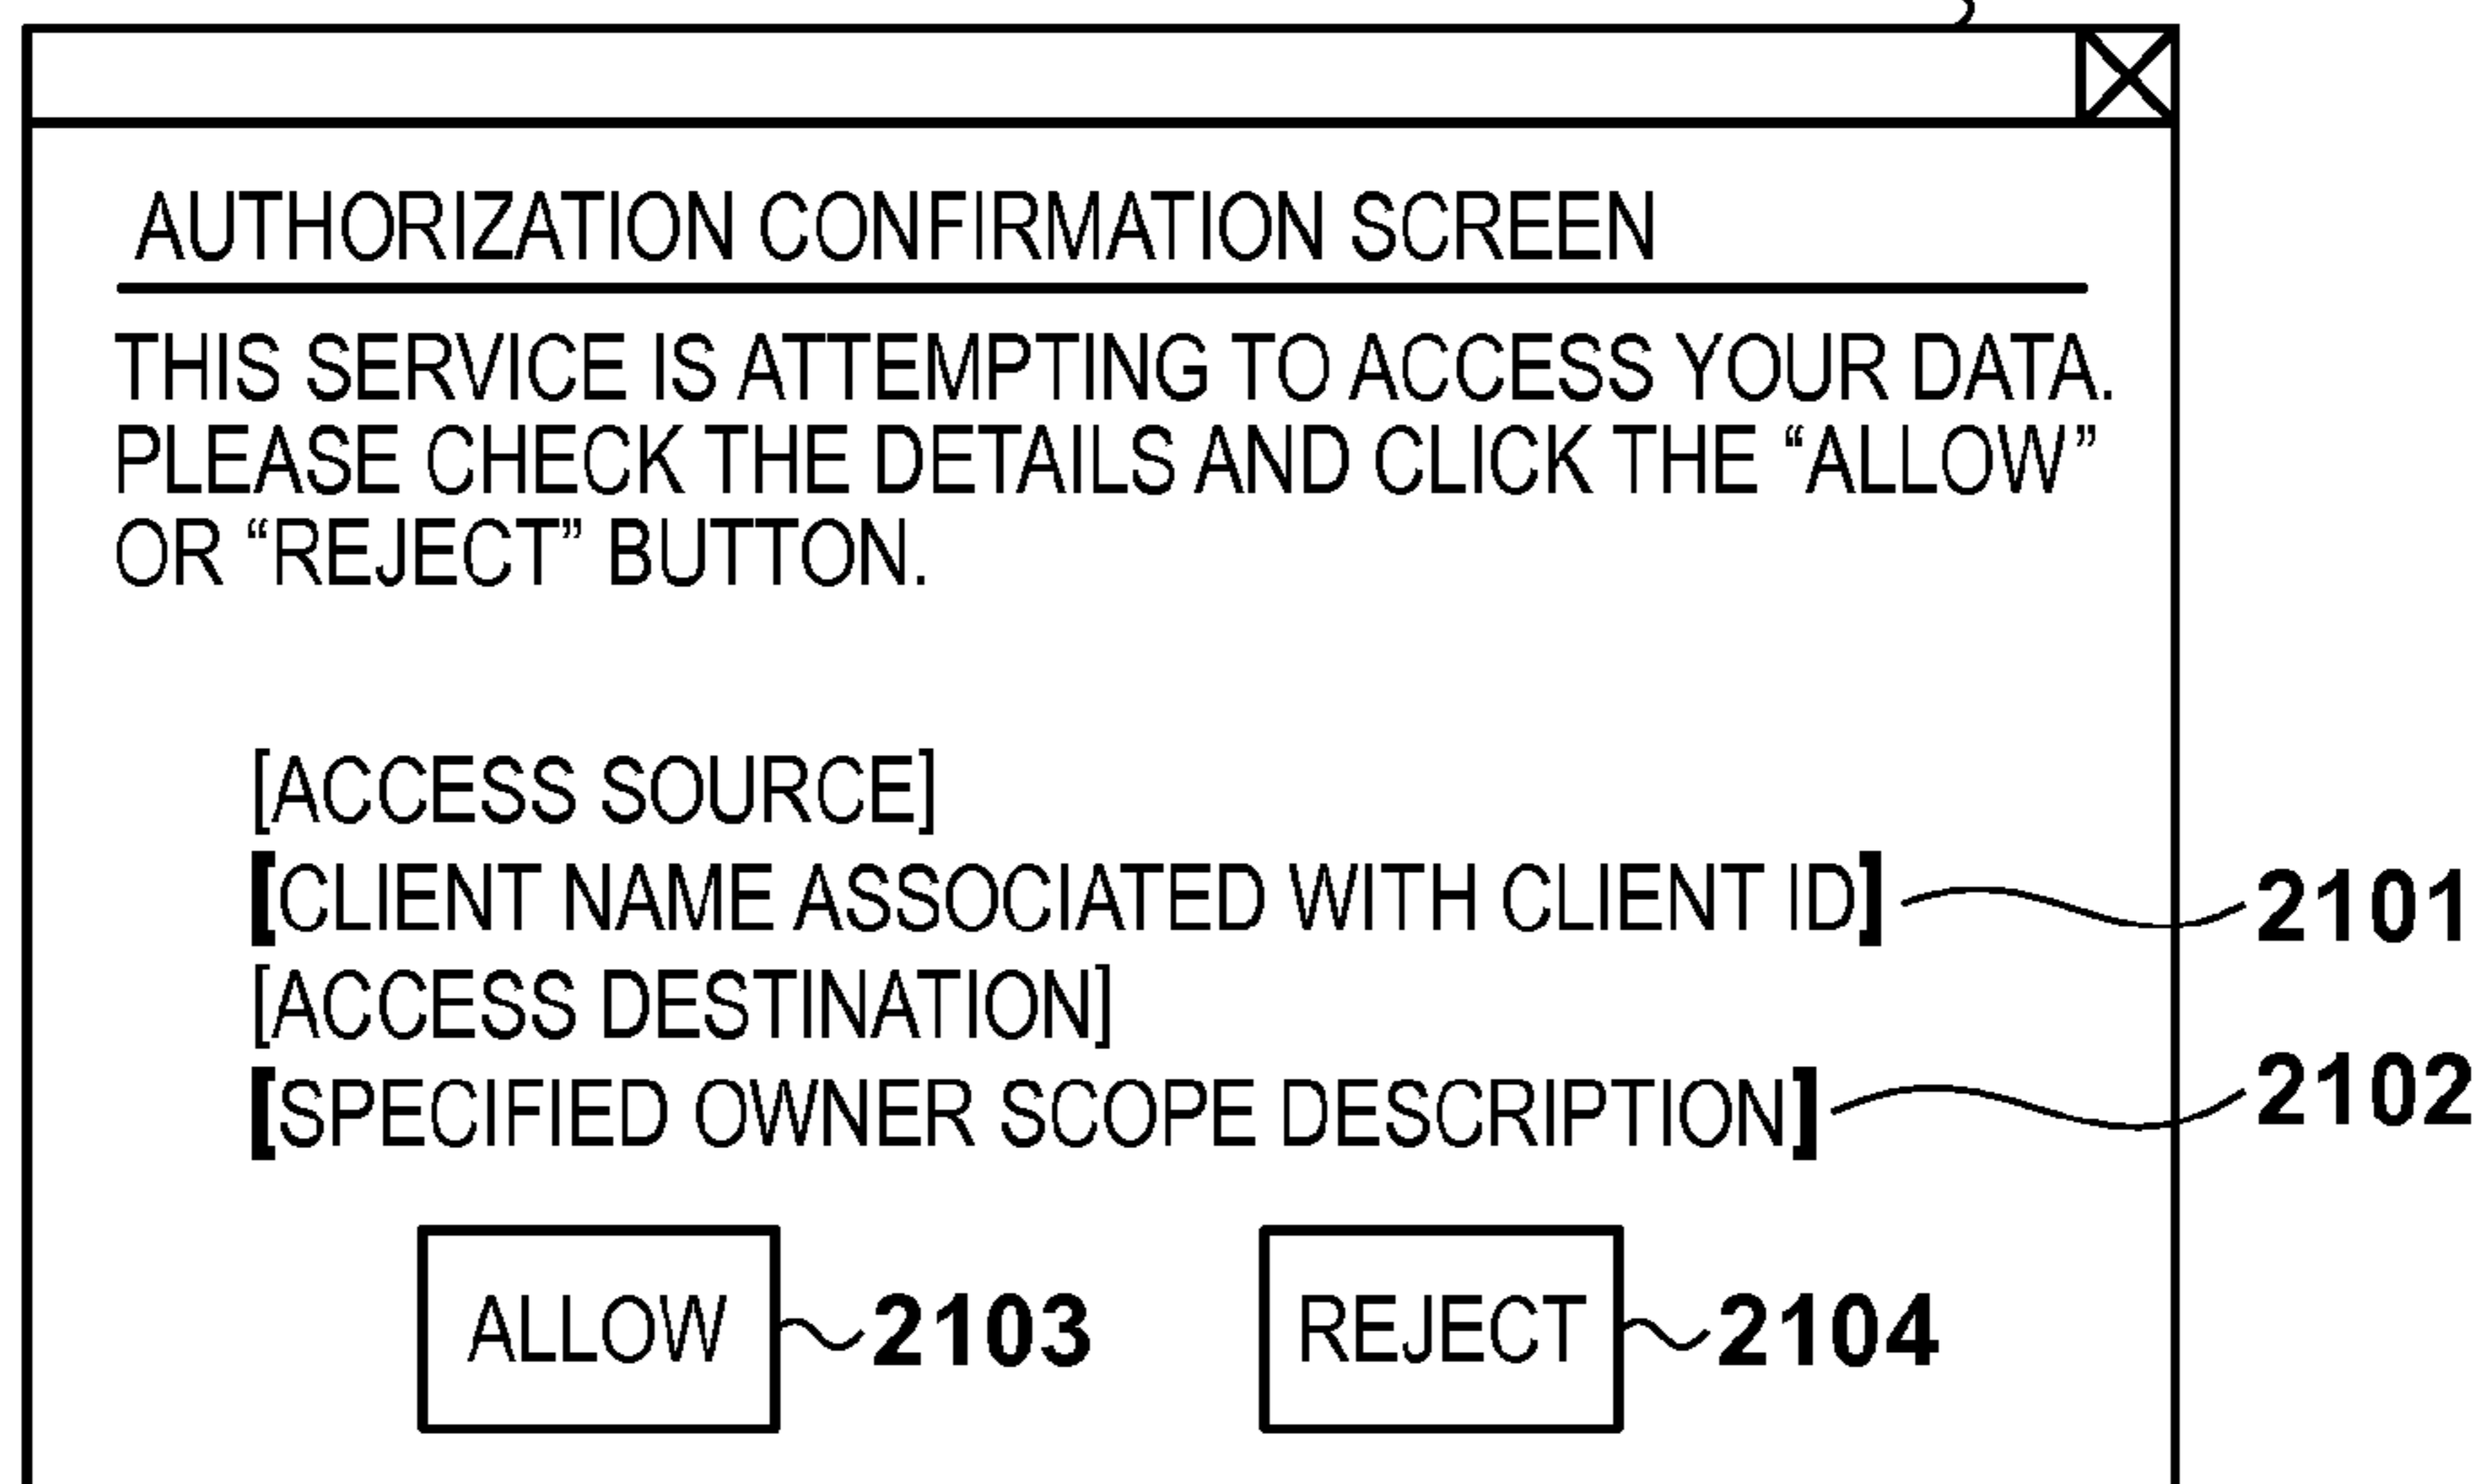 AUTHORIZATION CONFIRMATION SCREEN
THIS SERVICE IS ATTEMPTING TO ACCESS YOUR DATA.
PLEASE CHECK THE DETAILS AND CLICK THE “ALLOW”
OR “REJECT” BUTTON.
[ACCESS SOURCE]
[CLIENT NAME ASSOCIATED WITH CLIENT ID] 2101
[ACCESS DESTINATION]
[SPECIFIED OWNER SCOPE DESCRIPTION] 2102
ALLOW 2103 REJECT 2104